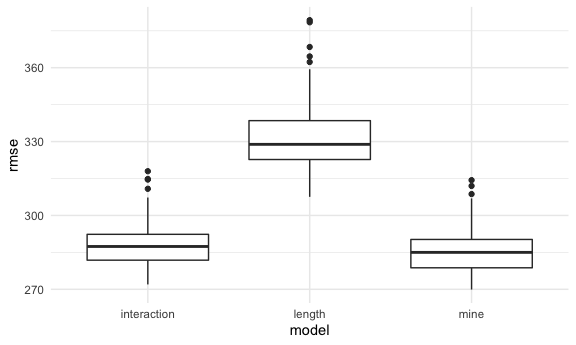 rmse
360
330
300
270
interaction length mine
model